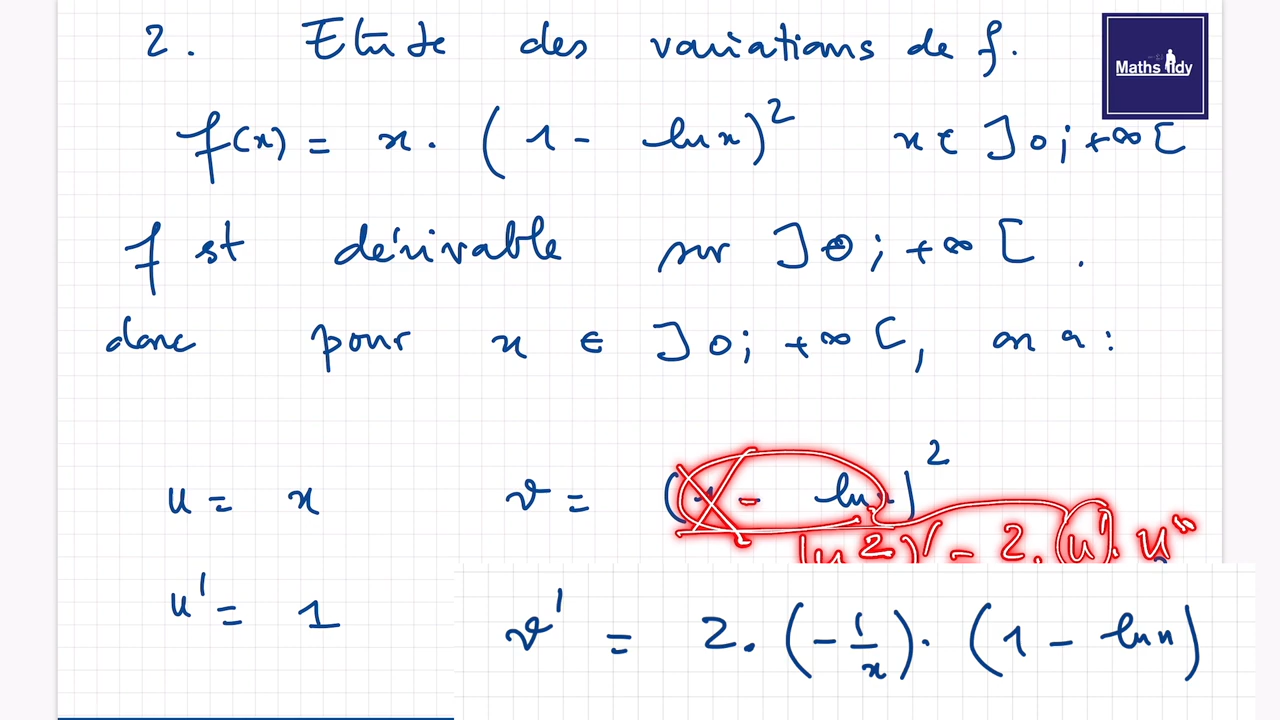 2. Etude des variations de f.
Maths ndy
f(x) = x . (1 - ln x)² x ∈ ]0 ; +∞[
f est dérivable sur ]0 ; +∞[ .
donc pour x ∈ ]0 ; +∞[, on a :
u = x v = (1 - ln x)²
(u²)' = 2 . u' . u
u' = 1 v' = 2 . (-1/x) . (1 - ln x)